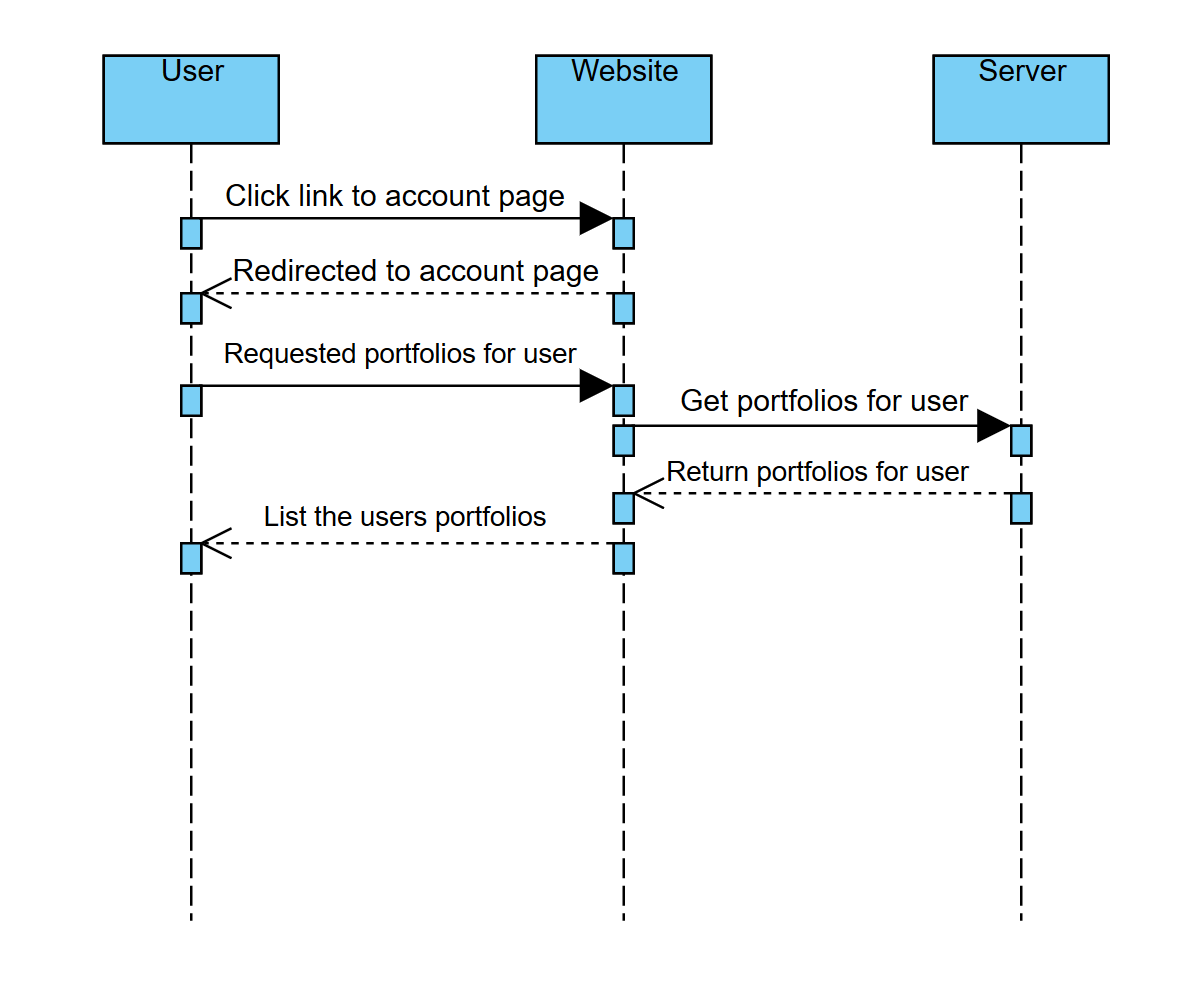 User
Website
Server
Click link to account page
Redirected to account page
Requested portfolios for user
Get portfolios for user
Return portfolios for user
List the users portfolios